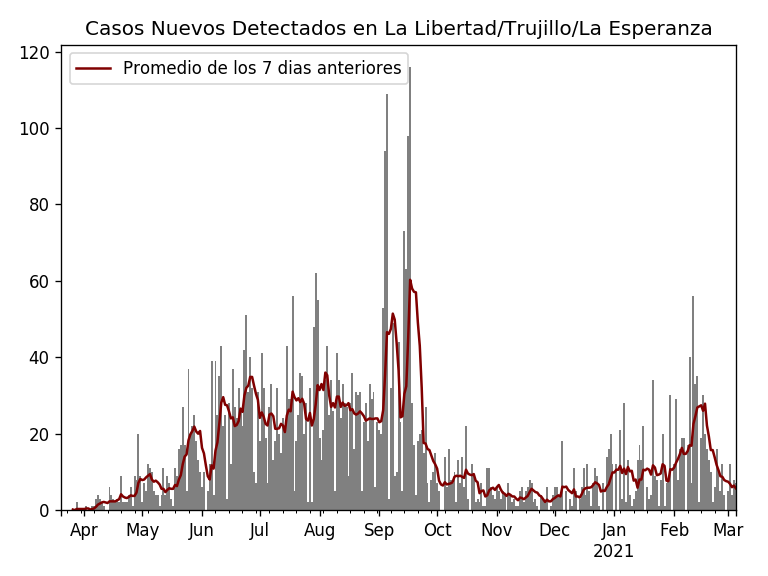 Casos Nuevos Detectados en La Libertad/Trujillo/La Esperanza
Promedio de los 7 dias anteriores
120
100
80
60
40
20
0
Apr May Jun Jul Aug Sep Oct Nov Dec Jan Feb Mar
2021